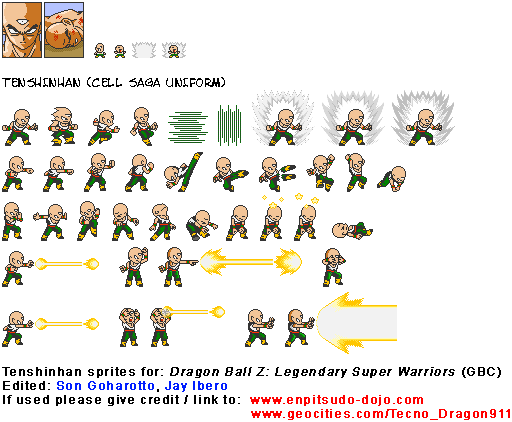 TENSHINHAN (CELL SAGA UNIFORM)
Tenshinhan sprites for: Dragon Ball Z: Legendary Super Warriors (GBC)
Edited: Son Goharotto, Jay Ibero
If used please give credit / link to: www.enpitsudo-dojo.com
www.geocities.com/Tecno_Dragon911